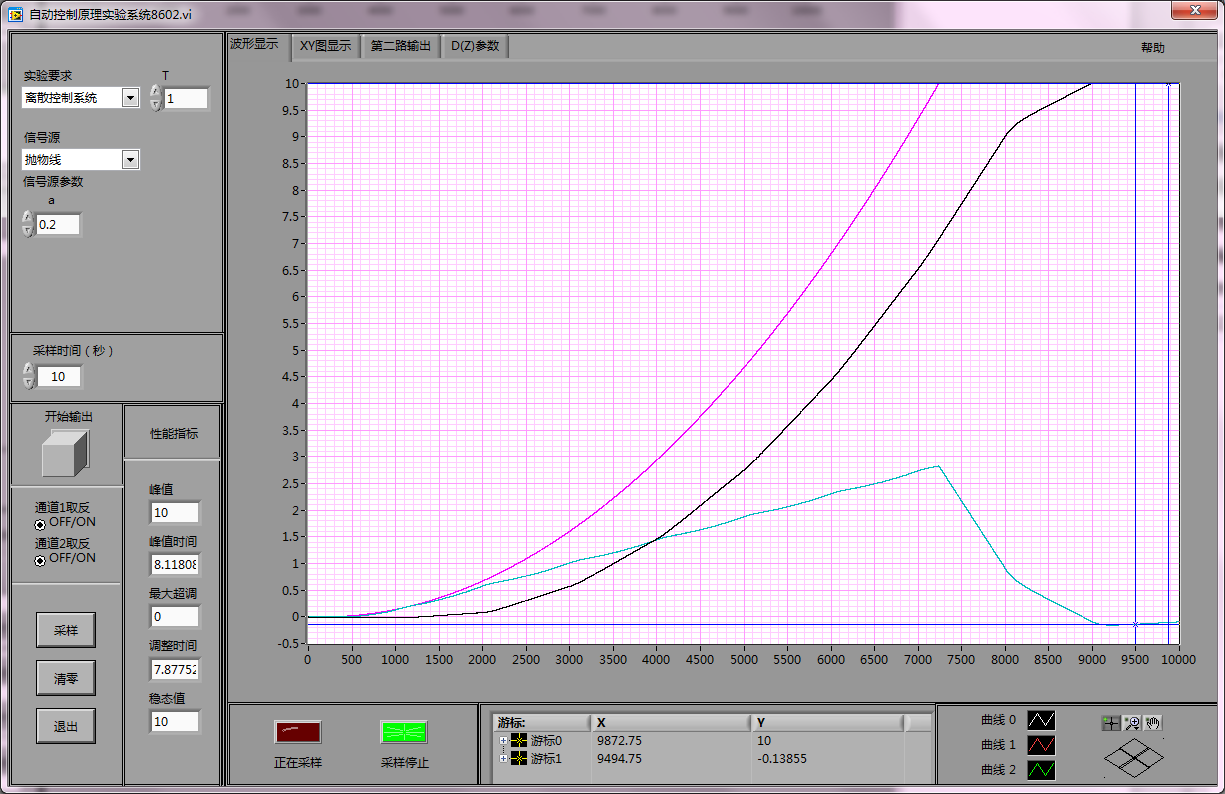 自动控制原理实验系统8602.vi
波形显示 XY图显示 第二路输出 D(Z)参数 帮助
实验要求 T
离散控制系统 1
信号源
抛物线
信号源参数
a
0.2
采样时间（秒）
10
开始输出
性能指标
通道1取反
OFF/ON
通道2取反
OFF/ON
采样
清零
退出
峰值
10
峰值时间
8.11808
最大超调
0
调整时间
7.87752
稳态值
10
10
9.5
9
8.5
8
7.5
7
6.5
6
5.5
5
4.5
4
3.5
3
2.5
2
1.5
1
0.5
0
-0.5
0 500 1000 1500 2000 2500 3000 3500 4000 4500 5000 5500 6000 6500 7000 7500 8000 8500 9000 9500 10000
正在采样 采样停止
游标: X Y
游标0 9872.75 10
游标1 9494.75 -0.13855
曲线 0
曲线 1
曲线 2